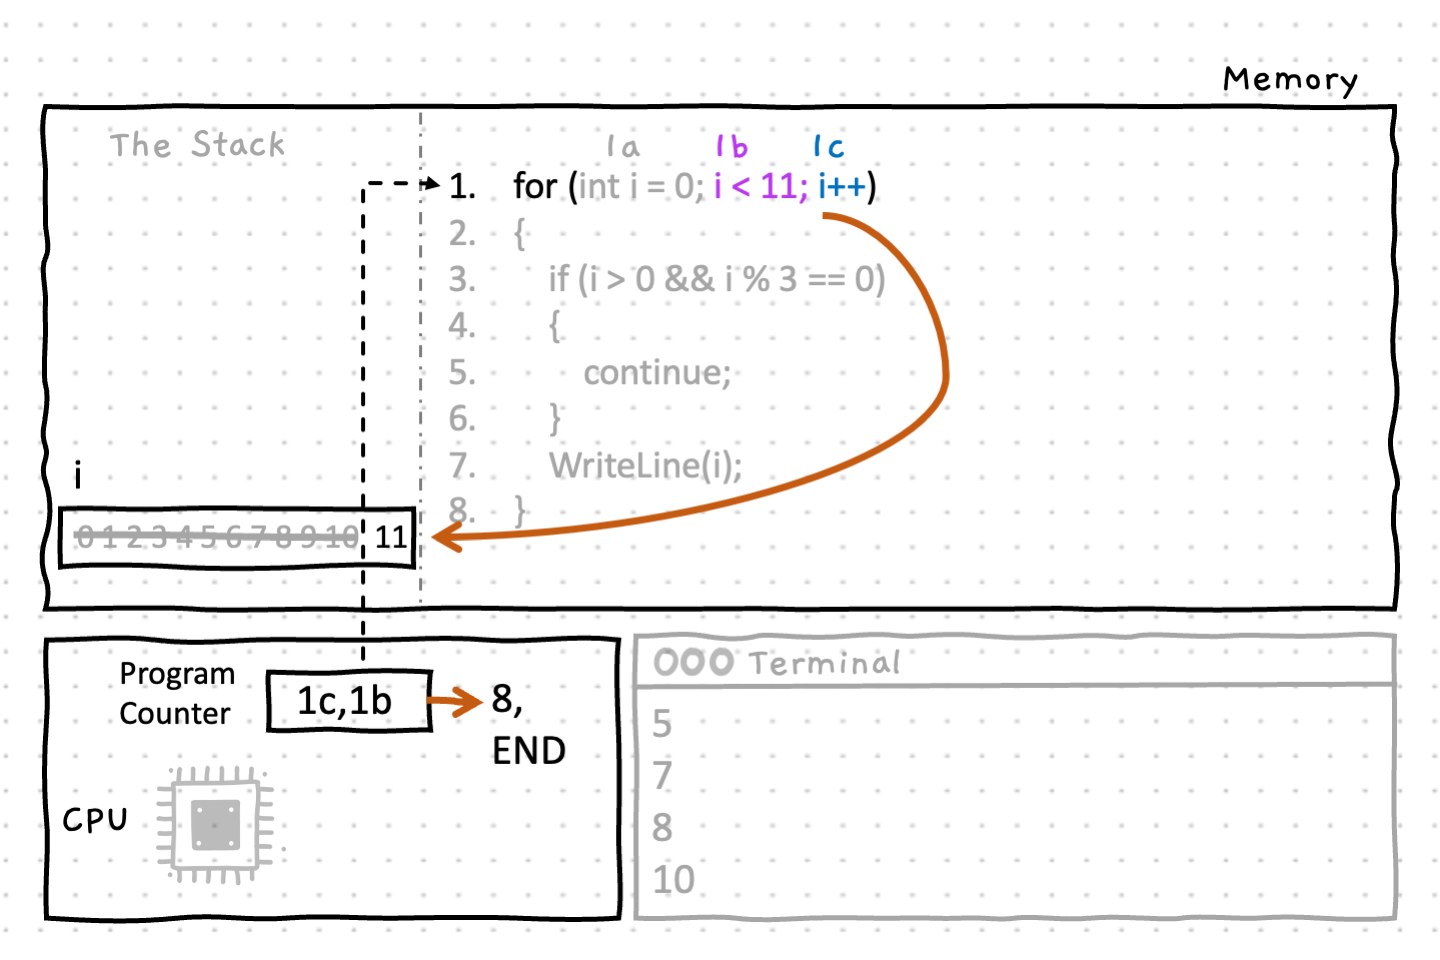 Memory
The Stack
1a 1b 1c
1. for (int i = 0; i < 11; i++)
2. {
3. if (i > 0 && i % 3 == 0)
4. {
5. continue;
6. }
7. WriteLine(i);
8. }
i
0 1 2 3 4 5 6 7 8 9 10 11
Program
Counter
1c,1b
8,
END
CPU
Terminal
5
7
8
10